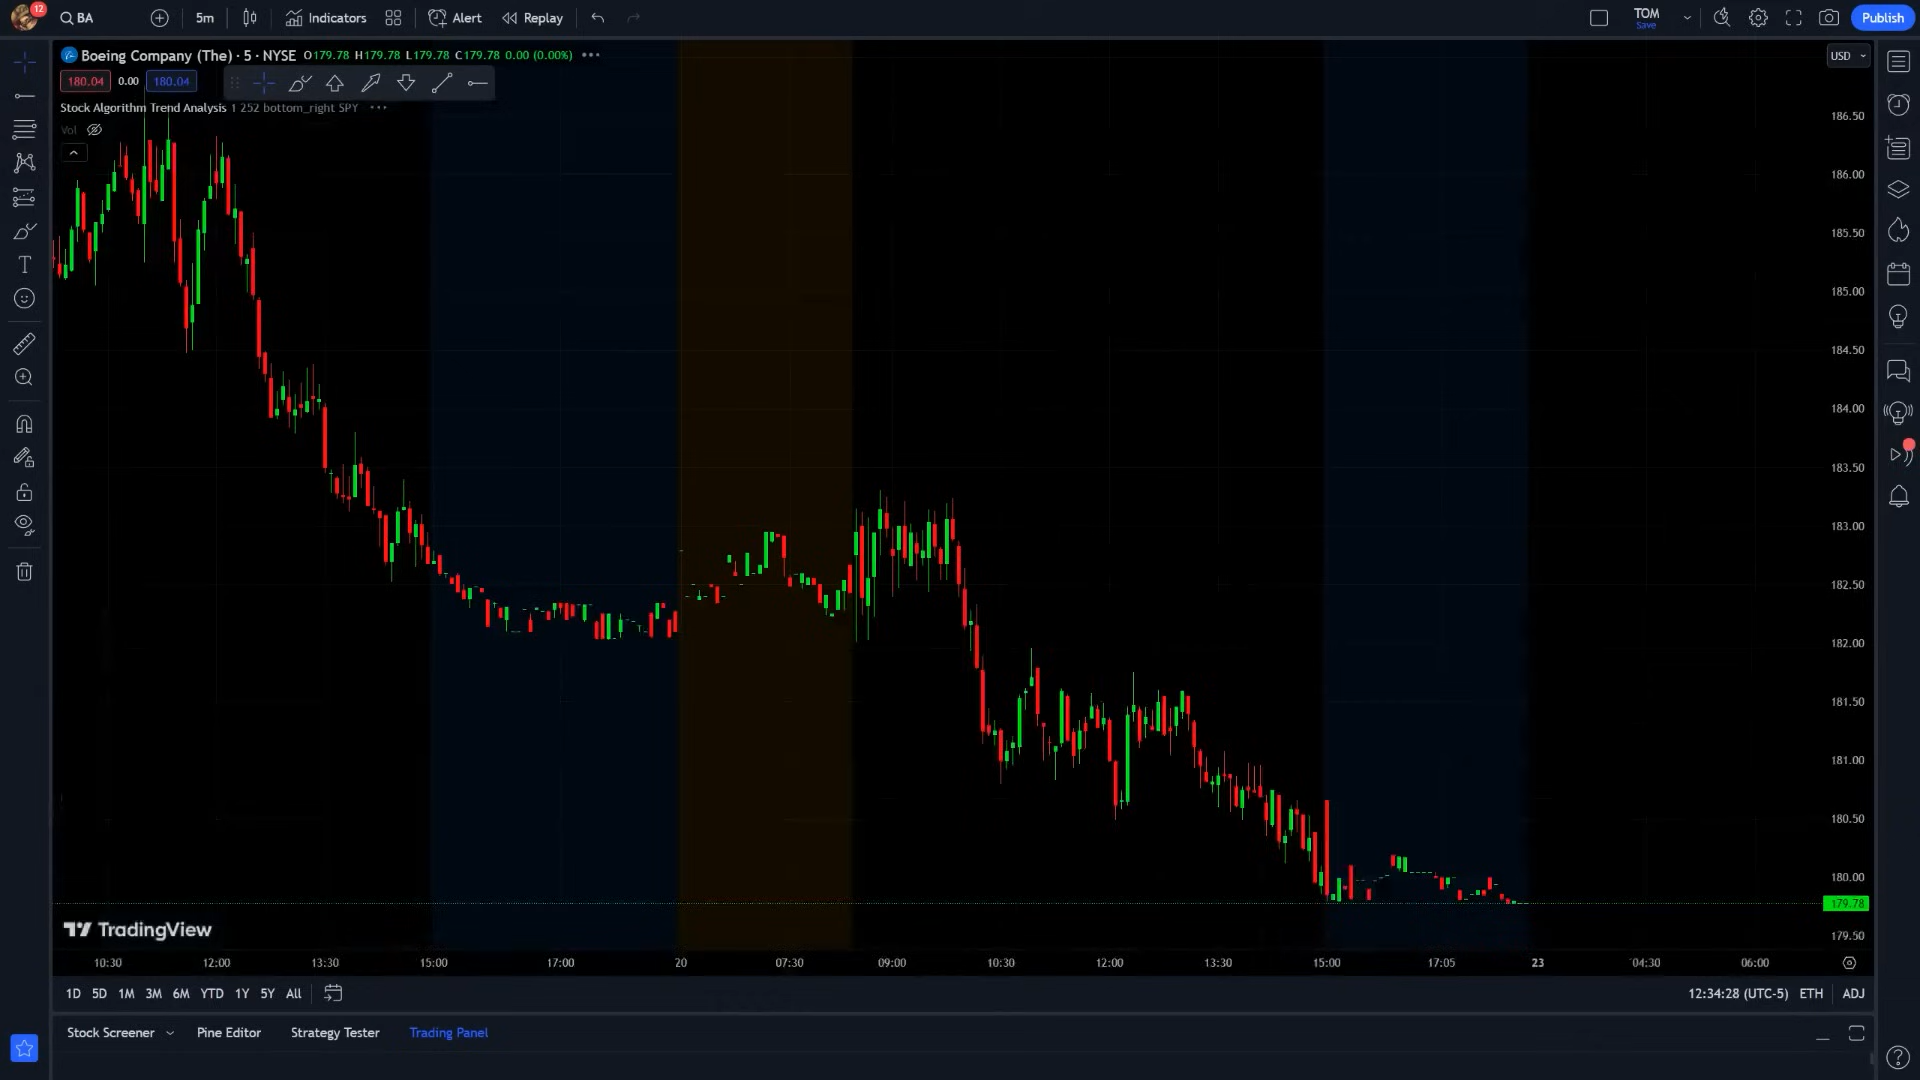 12
BA
5m
Indicators
Alert
Replay
TOM
Save
Publish
Boeing Company (The) · 5 · NYSE O179.78 H179.78 L179.78 C179.78 0.00 (0.00%)
USD
180.04 0.00 180.04
Stock Algorithm Trend Analysis 1 252 bottom_right SPY
Vol
186.50
186.00
185.50
185.00
184.50
184.00
183.50
183.00
182.50
182.00
181.50
181.00
180.50
180.00
179.78
179.50
TradingView
10:30 12:00 13:30 15:00 17:00 20 07:30 09:00 10:30 12:00 13:30 15:00 17:05 23 04:30 06:00
1D 5D 1M 3M 6M YTD 1Y 5Y All
12:34:28 (UTC-5) ETH ADJ
Stock Screener Pine Editor Strategy Tester Trading Panel